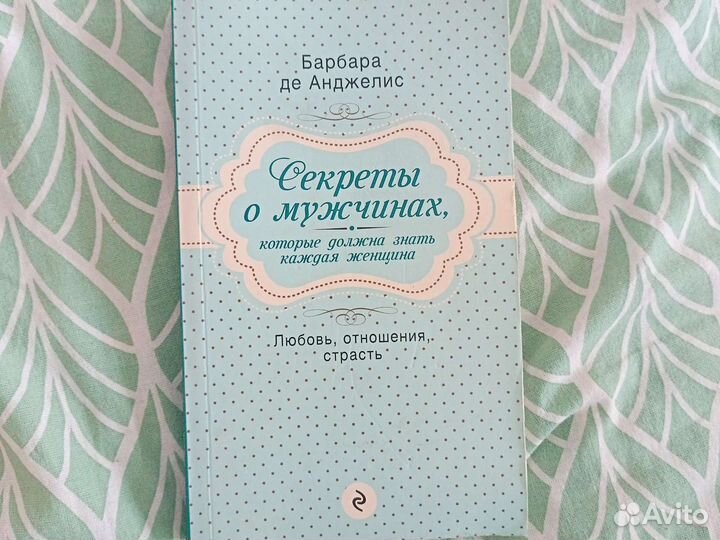 Барбара
де Анджелис
Секреты
о мужчинах,
которые должна знать
каждая женщина
Любовь, отношения,
страсть
Avito